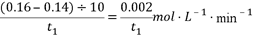 (0.16－0.14) ÷ 10 / t₁ = 0.002 / t₁ mol · L⁻¹ · min⁻¹